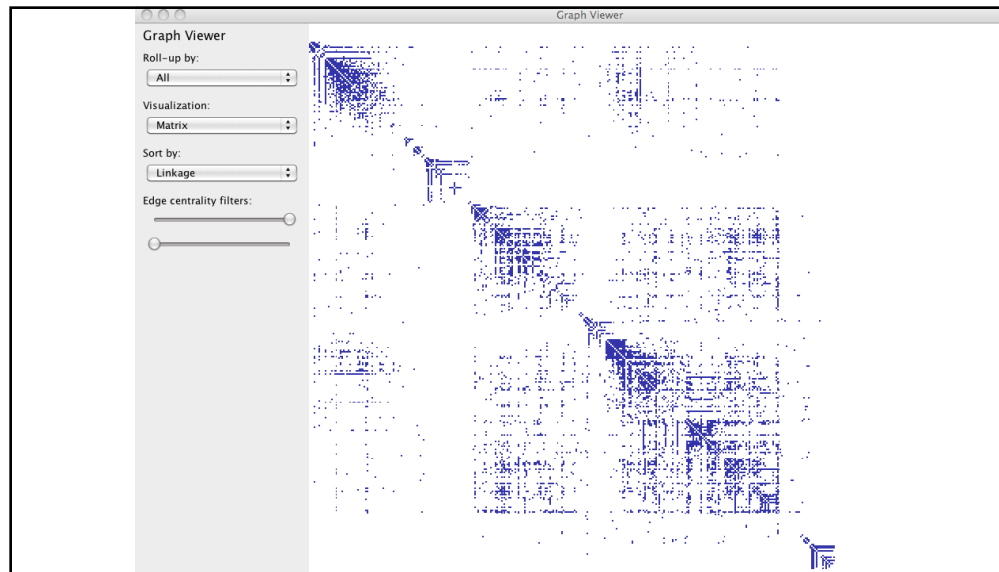 Graph Viewer
Graph Viewer
Roll-up by:
All
Visualization:
Matrix
Sort by:
Linkage
Edge centrality filters: